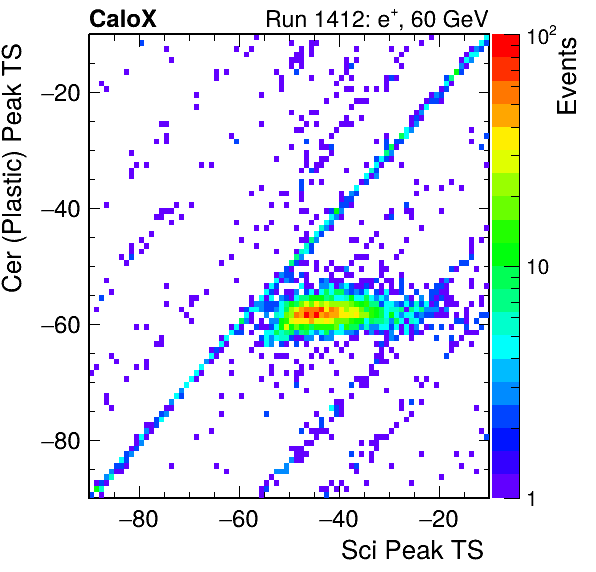 CaloX Run 1412: e+, 60 GeV
Cer (Plastic) Peak TS
−20
−40
−60
−80
−80 −60 −40 −20
Sci Peak TS
10²
10
1
Events